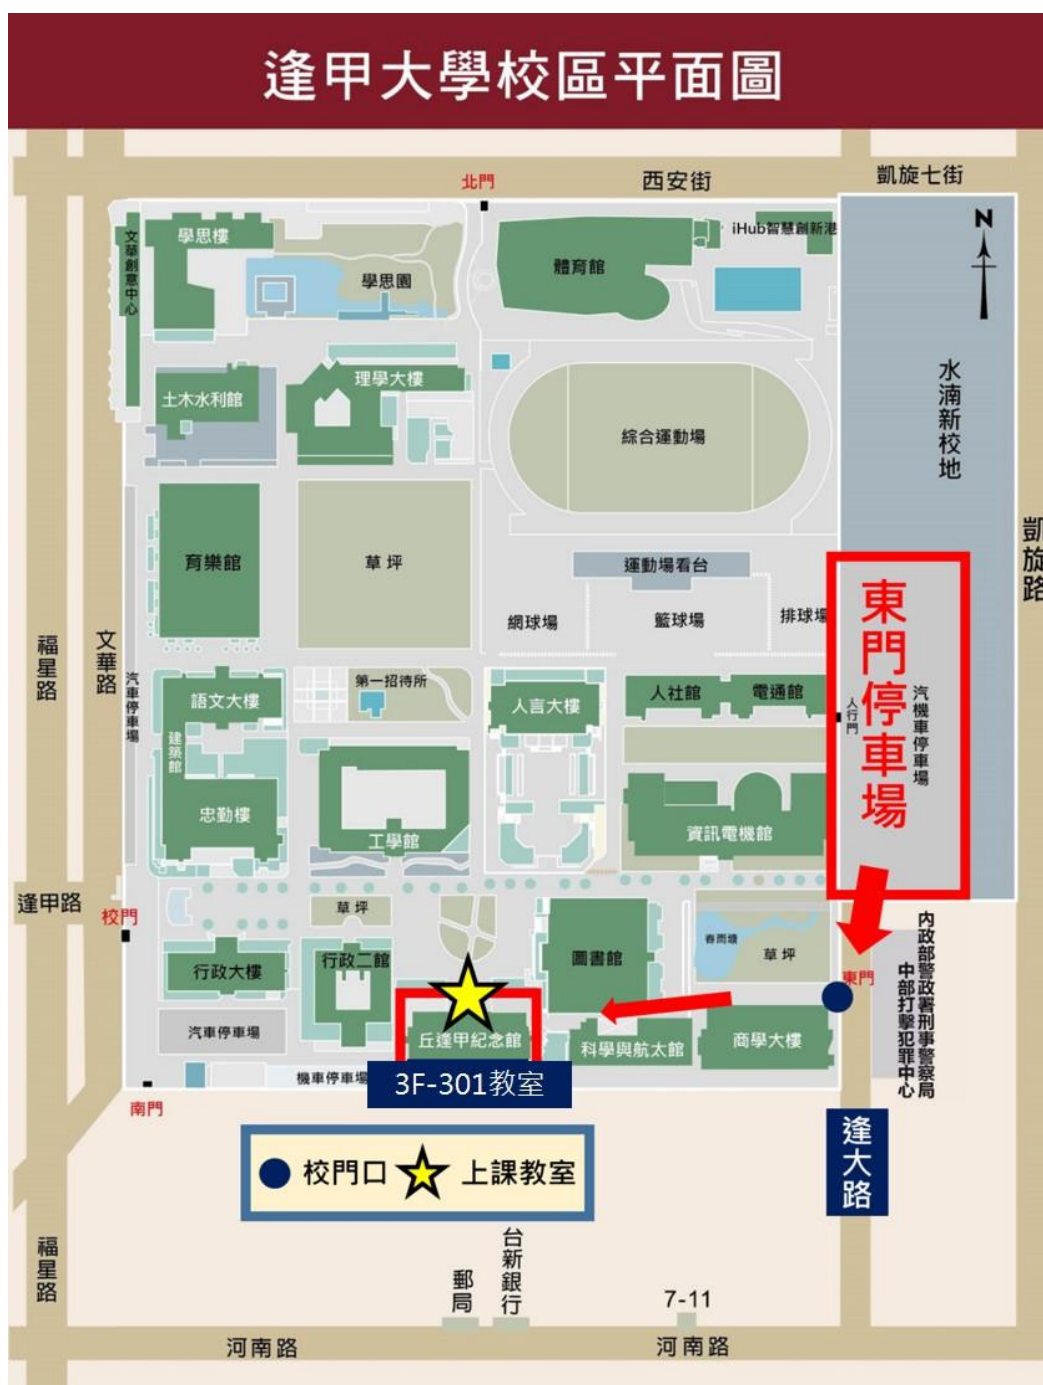 逢甲大學校區平面圖
西安街
凱旋七街
北門
iHub智慧創新港
N
文華創意中心
學思樓
學思園
體育館
水湳新校地
理學大樓
土木水利館
綜合運動場
凱旋路
育樂館
草坪
運動場看台
網球場
籃球場
排球場
東門停車場
汽機車停車場
人行門
福星路
文華路
汽車停車場
語文大樓
第一招待所
人言大樓
人社館
電通館
建築館
忠勤樓
工學館
資訊電機館
逢甲路
校門
草坪
行政大樓
行政二館
圖書館
春雨塘
草坪
東門
內政部警政署刑事警察局
中部打擊犯罪中心
汽車停車場
丘逢甲紀念館
科學與航太館
商學大樓
機車停車場
3F-301教室
南門
校門口
上課教室
逢大路
福星路
郵局
台新銀行
7-11
河南路
河南路